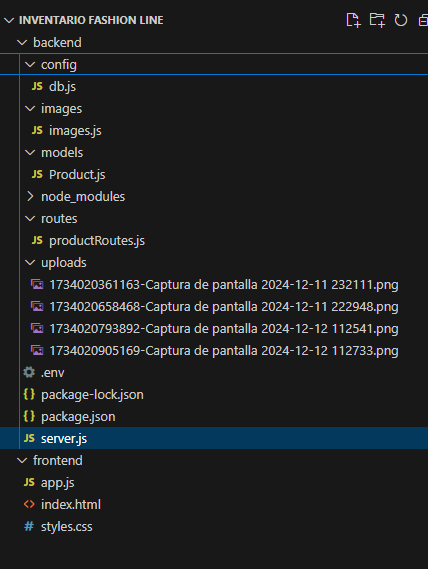 INVENTARIO FASHION LINE
backend
config
JS db.js
images
JS images.js
models
JS Product.js
node_modules
routes
JS productRoutes.js
uploads
1734020361163-Captura de pantalla 2024-12-11 232111.png
1734020658468-Captura de pantalla 2024-12-11 222948.png
1734020793892-Captura de pantalla 2024-12-12 112541.png
1734020905169-Captura de pantalla 2024-12-12 112733.png
.env
{} package-lock.json
{} package.json
JS server.js
frontend
JS app.js
<> index.html
# styles.css